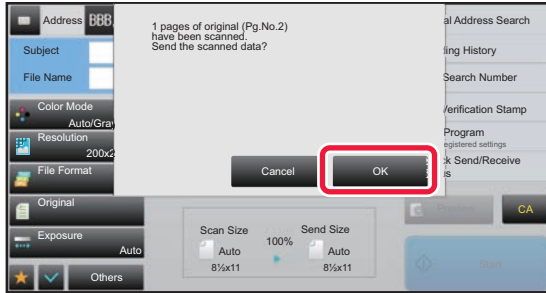 Address BBB
1 pages of original (Pg.No.2)
have been scanned.
Send the scanned data?
al Address Search
Subject
ing History
File Name
Search Number
Color Mode
Auto/Gra
Verification Stamp
Resolution
200x2
Program
egistered settings
File Format
Cancel
OK
k Send/Receive
Original
CA
Exposure
Auto
Scan Size
Auto
8½x11
100%
Send Size
Auto
8½x11
Others
Start